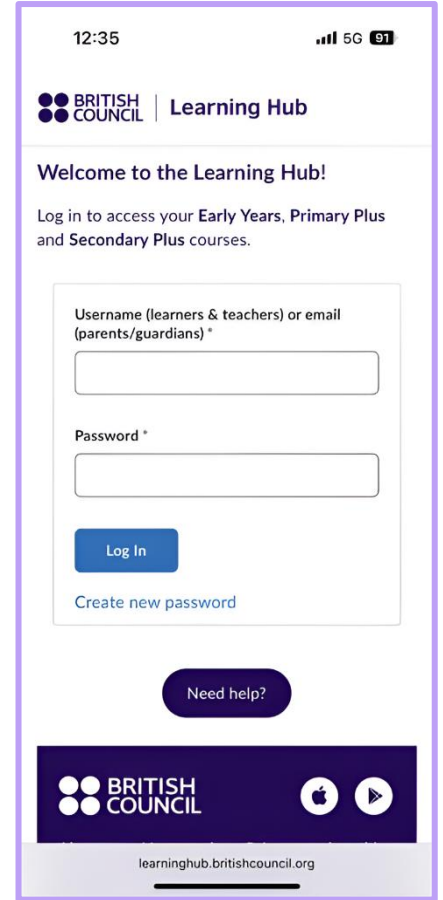 12:35
5G 91
BRITISH
COUNCIL
Learning Hub
Welcome to the Learning Hub!
Log in to access your Early Years, Primary Plus
and Secondary Plus courses.
Username (learners & teachers) or email
(parents/guardians) *
Password *
Log In
Create new password
Need help?
BRITISH
COUNCIL
learninghub.britishcouncil.org